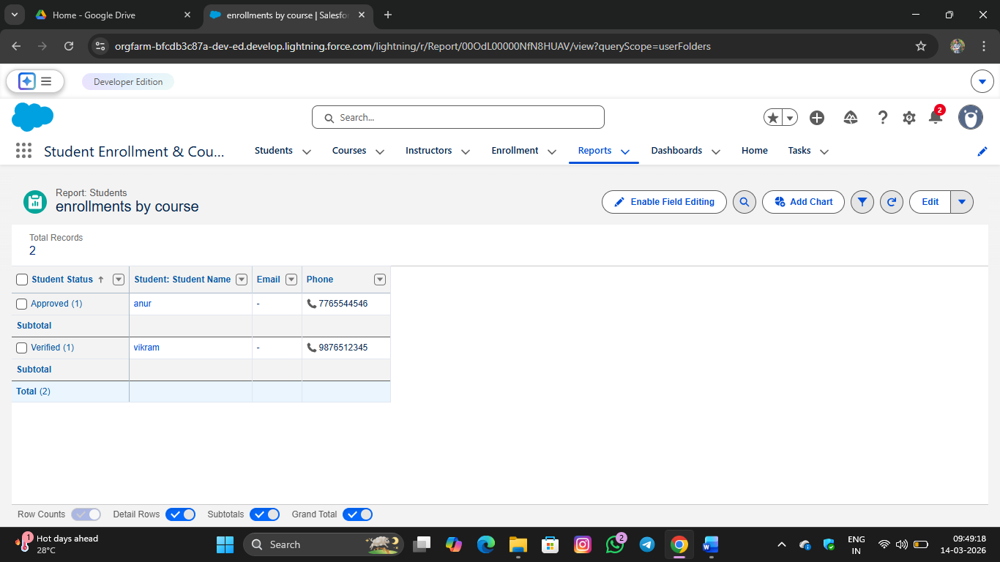 Home - Google Drive
enrollments by course | Salesfo
orgfarm-bfcdb3c87a-dev-ed.develop.lightning.force.com/lightning/r/Report/00OdL00000NfN8HUAV/view?queryScope=userFolders
Developer Edition
Search...
2
Student Enrollment & Cou...
Students
Courses
Instructors
Enrollment
Reports
Dashboards
Home
Tasks
Report: Students
enrollments by course
Enable Field Editing
Add Chart
Edit
Total Records
2
Student Status ↑
Student: Student Name
Email
Phone
Approved (1)
anur
-
7765544546
Subtotal
Verified (1)
vikram
-
9876512345
Subtotal
Total (2)
Row Counts
Detail Rows
Subtotals
Grand Total
1
Hot days ahead
28°C
Search
2
ENG
IN
09:49:18
14-03-2026